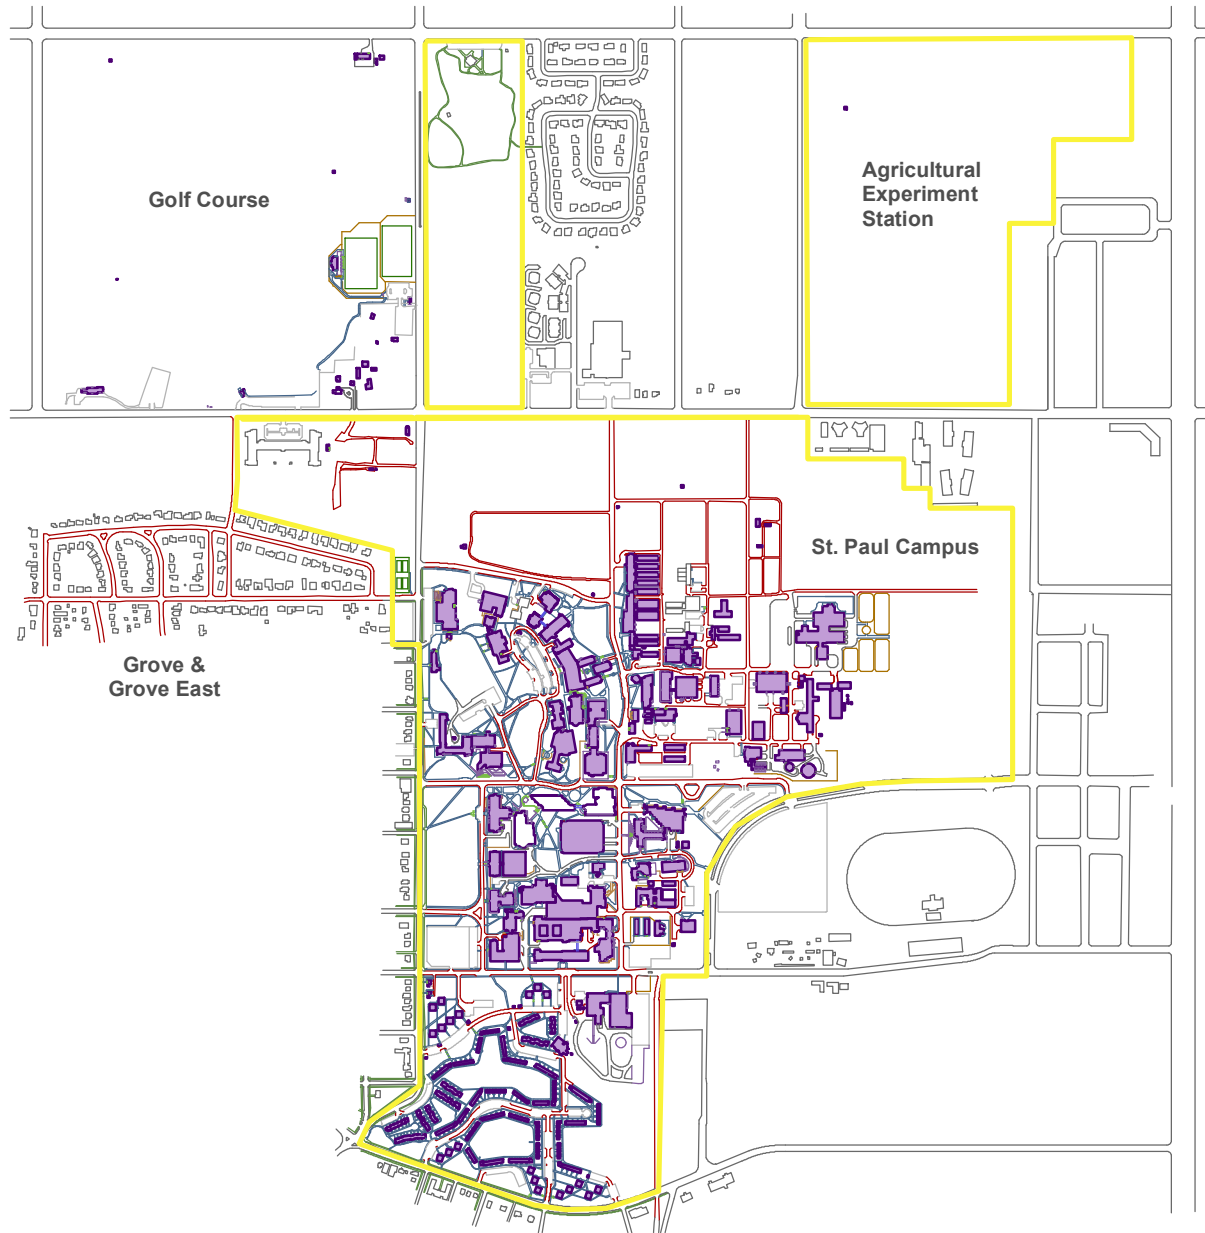 Golf Course
Agricultural
Experiment
Station
St. Paul Campus
Grove &
Grove East